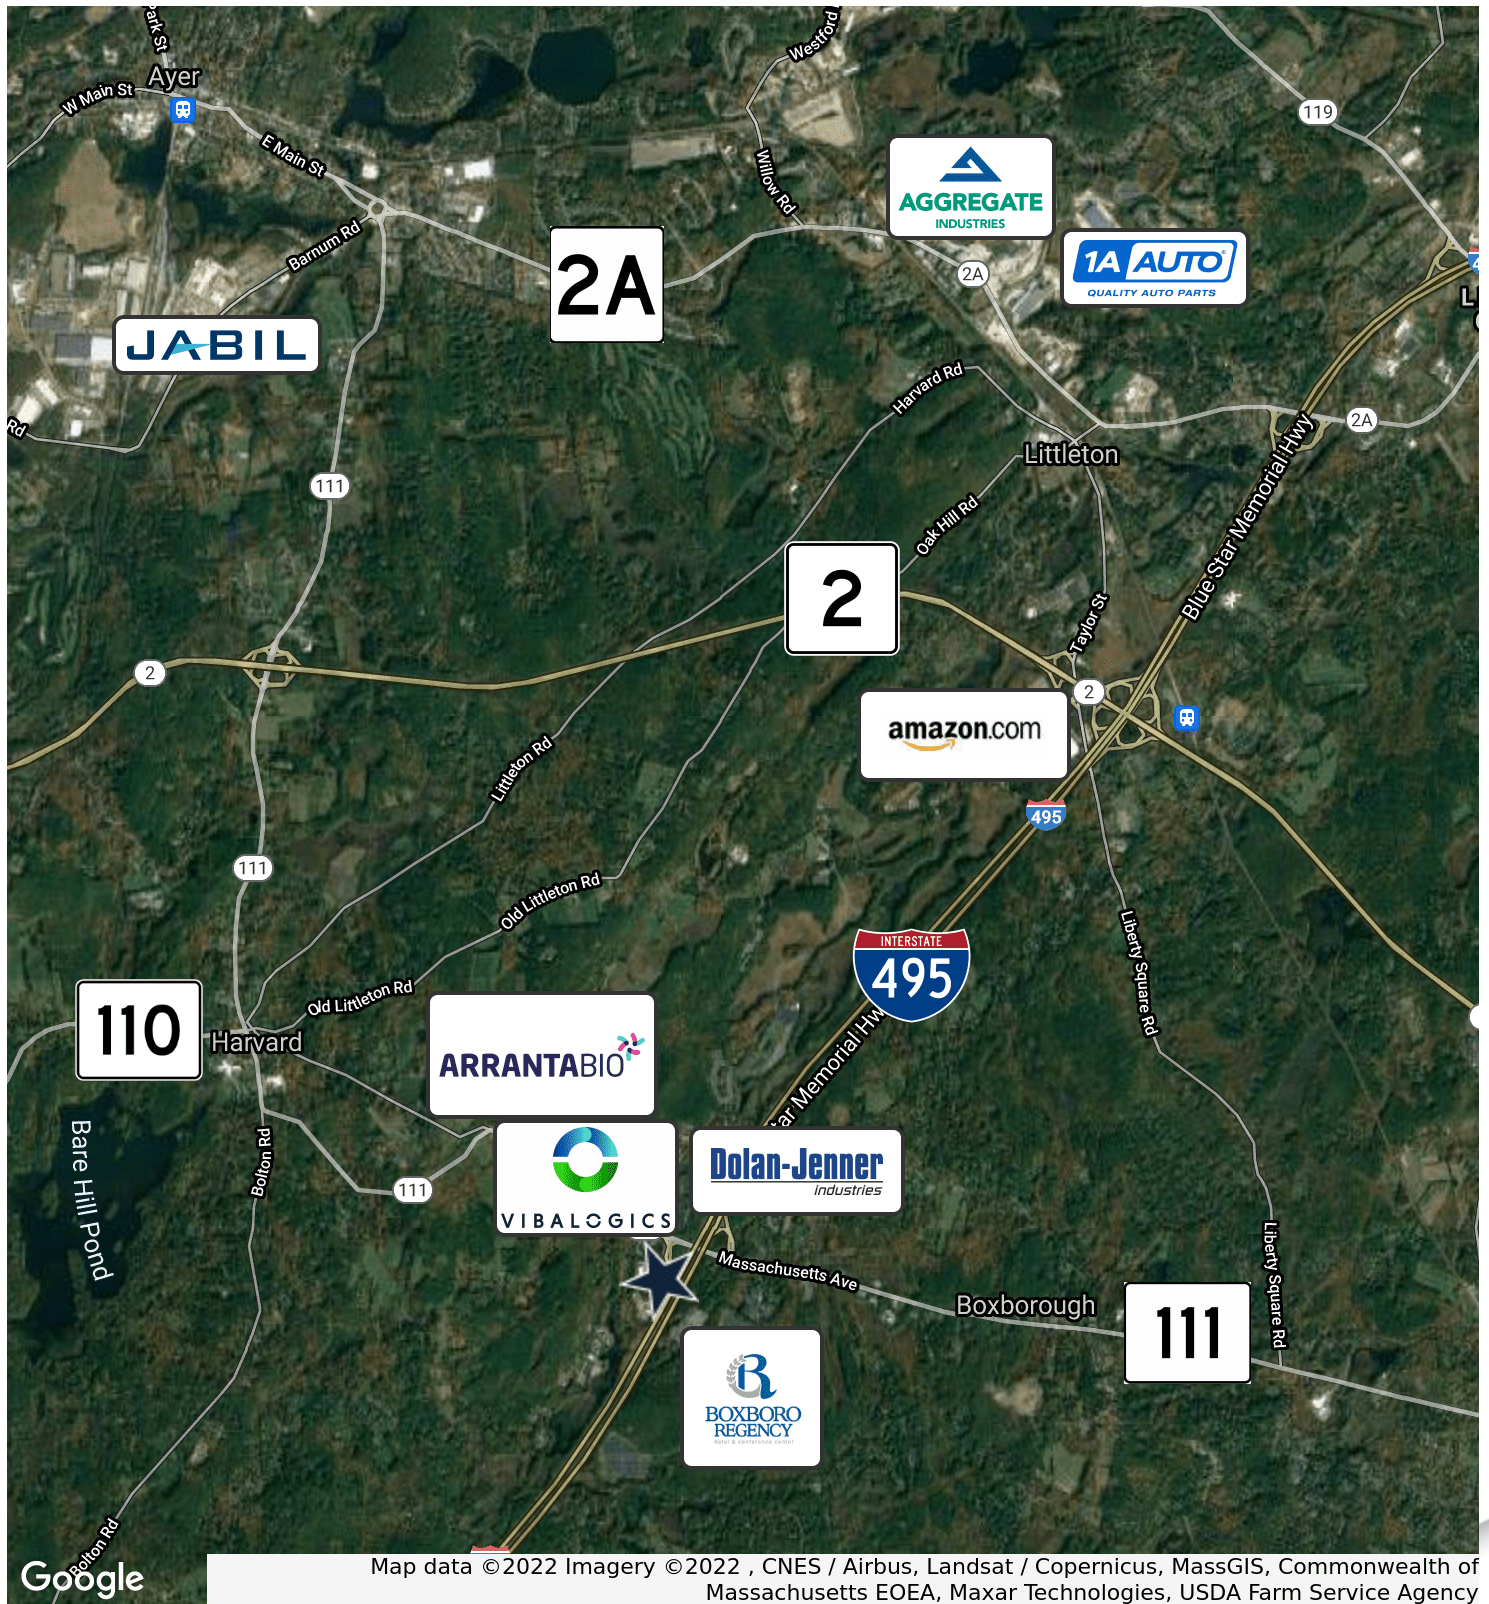 Park St
Westford
Ayer
W Main St
119
E Main St
Willow Rd
AGGREGATE
INDUSTRIES
Barnum Rd
2A
2A
1A AUTO
QUALITY AUTO PARTS
JABIL
Harvard Rd
Rd
2A
Littleton
111
Blue Star Memorial Hwy
Oak Hill Rd
2
Taylor St
2
2
amazon.com
Littleton Rd
495
111
Old Littleton Rd
INTERSTATE
495
Liberty Square Rd
Old Littleton Rd
110
Harvard
ARRANTABIO
tar Memorial Hw
Bare Hill Pond
Bolton Rd
111
VIBALOGICS
Dolan-Jenner
industries
Massachusetts Ave
Boxborough
Liberty Square Rd
111
R
BOXBORO
REGENCY
hotel & conference center
Bolton Rd
Google
Map data ©2022 Imagery ©2022 , CNES / Airbus, Landsat / Copernicus, MassGIS, Commonwealth of
Massachusetts EOEA, Maxar Technologies, USDA Farm Service Agency